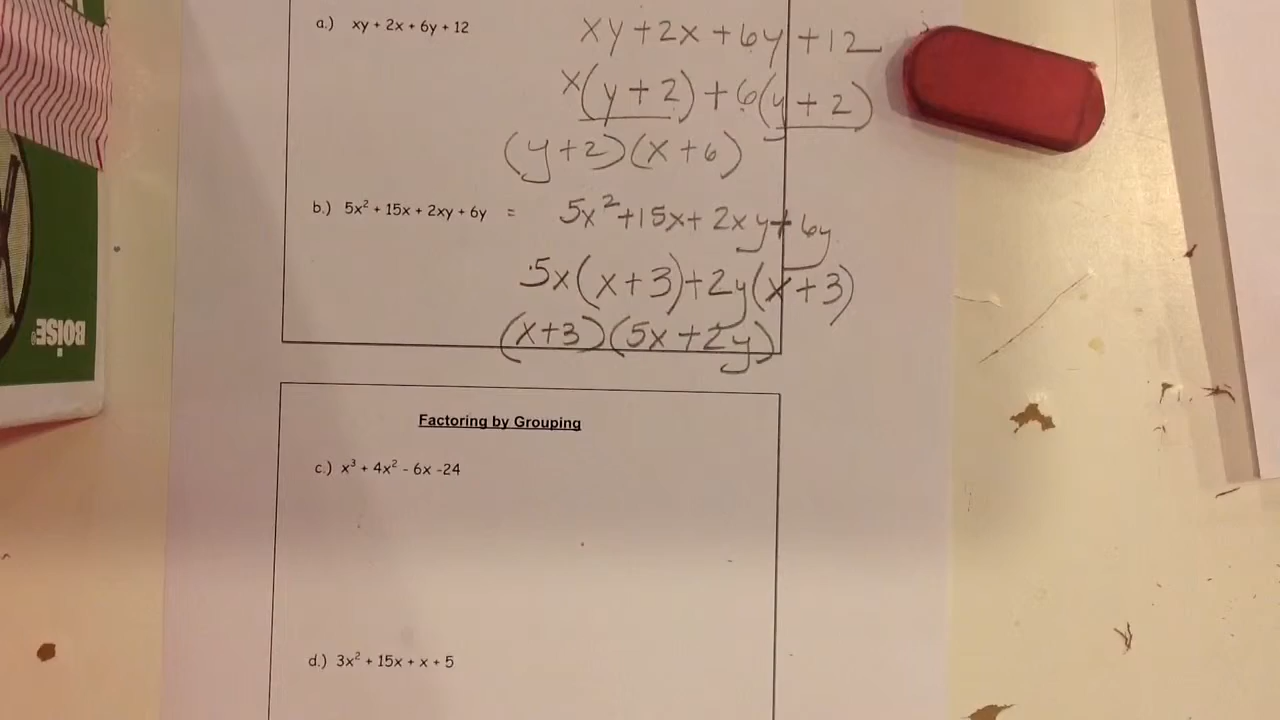 a.) xy + 2x + 6y + 12
xy+2x+6y+12
x(y+2)+6(y+2)
(y+2)(x+6)
b.) 5x² + 15x + 2xy + 6y = 5x²+15x+2xy+6y
5x(x+3)+2y(x+3)
(x+3)(5x+2y)
BOISE®
Factoring by Grouping
c.) x³ + 4x² - 6x -24
d.) 3x² + 15x + x + 5